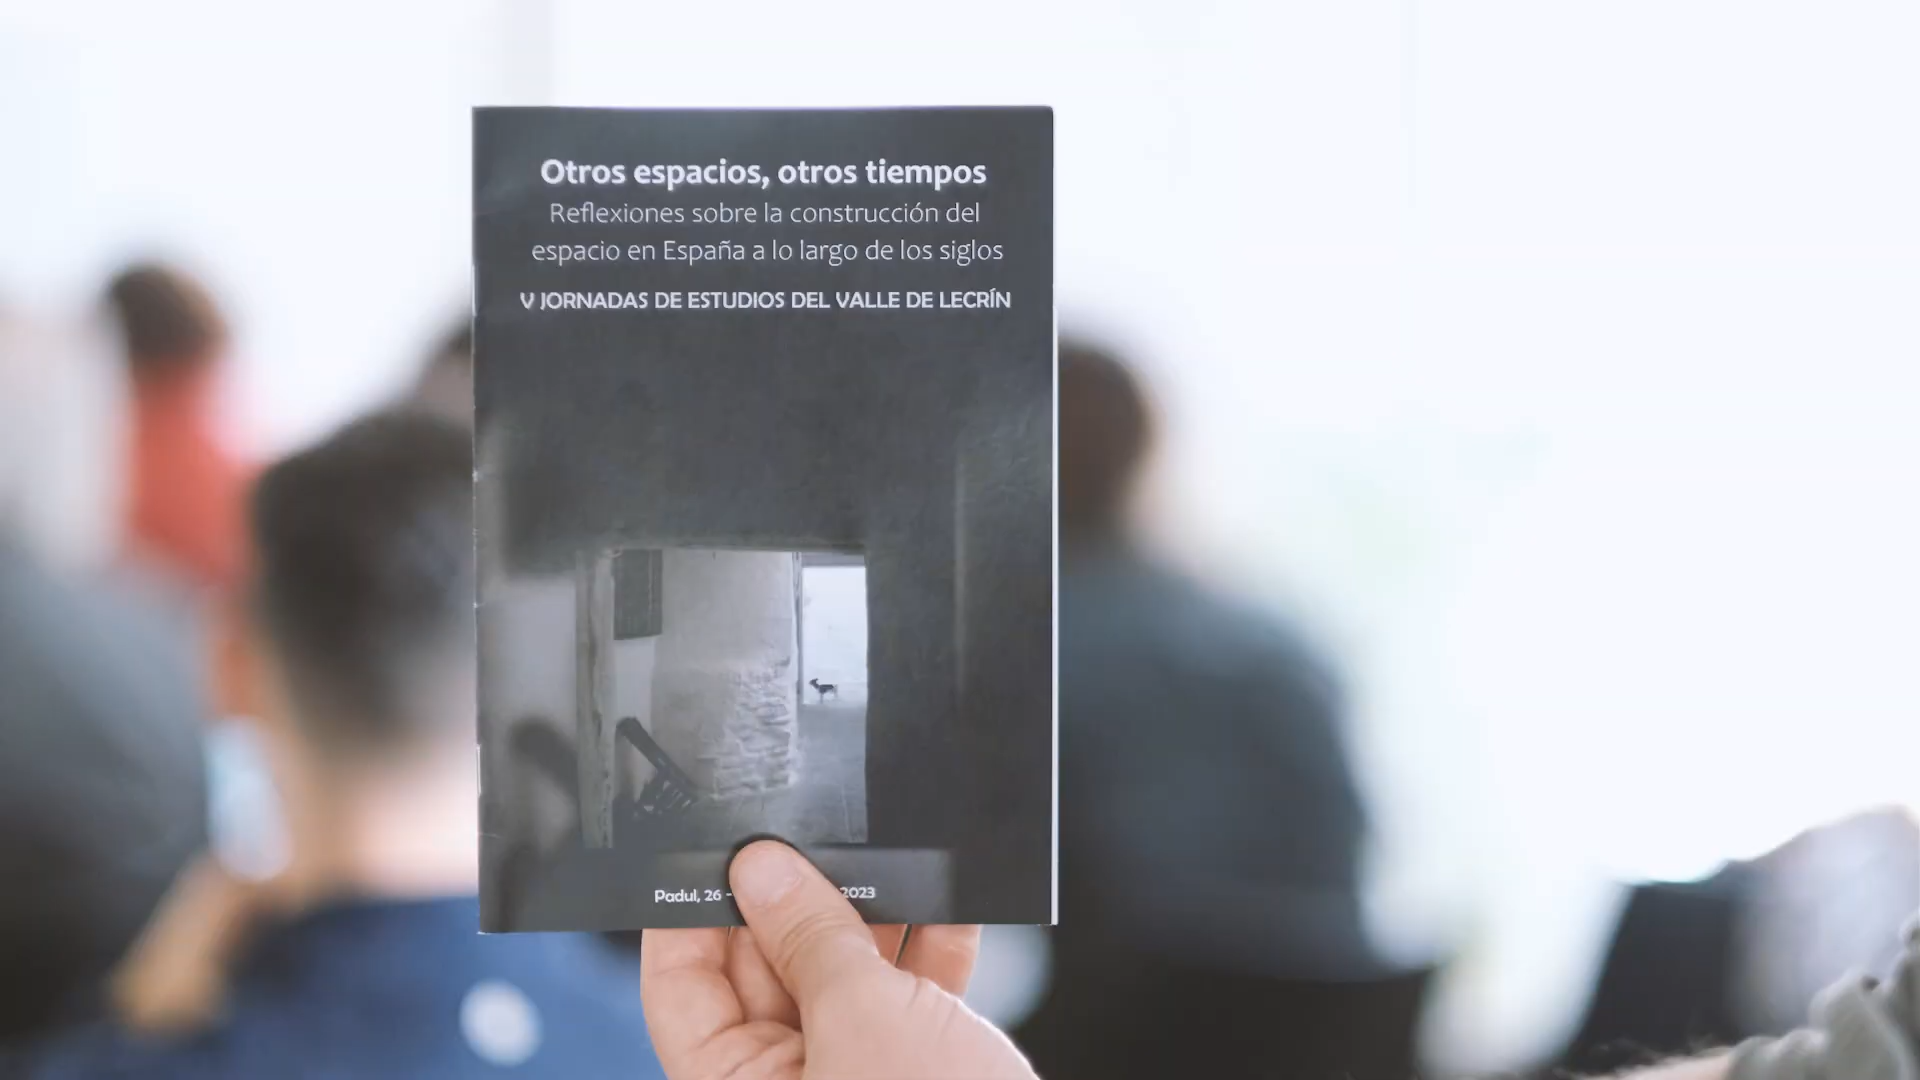 Otros espacios, otros tiempos
Reflexiones sobre la construcción del
espacio en España a lo largo de los siglos
V JORNADAS DE ESTUDIOS DEL VALLE DE LECRÍN
Padul, 26 - 2023